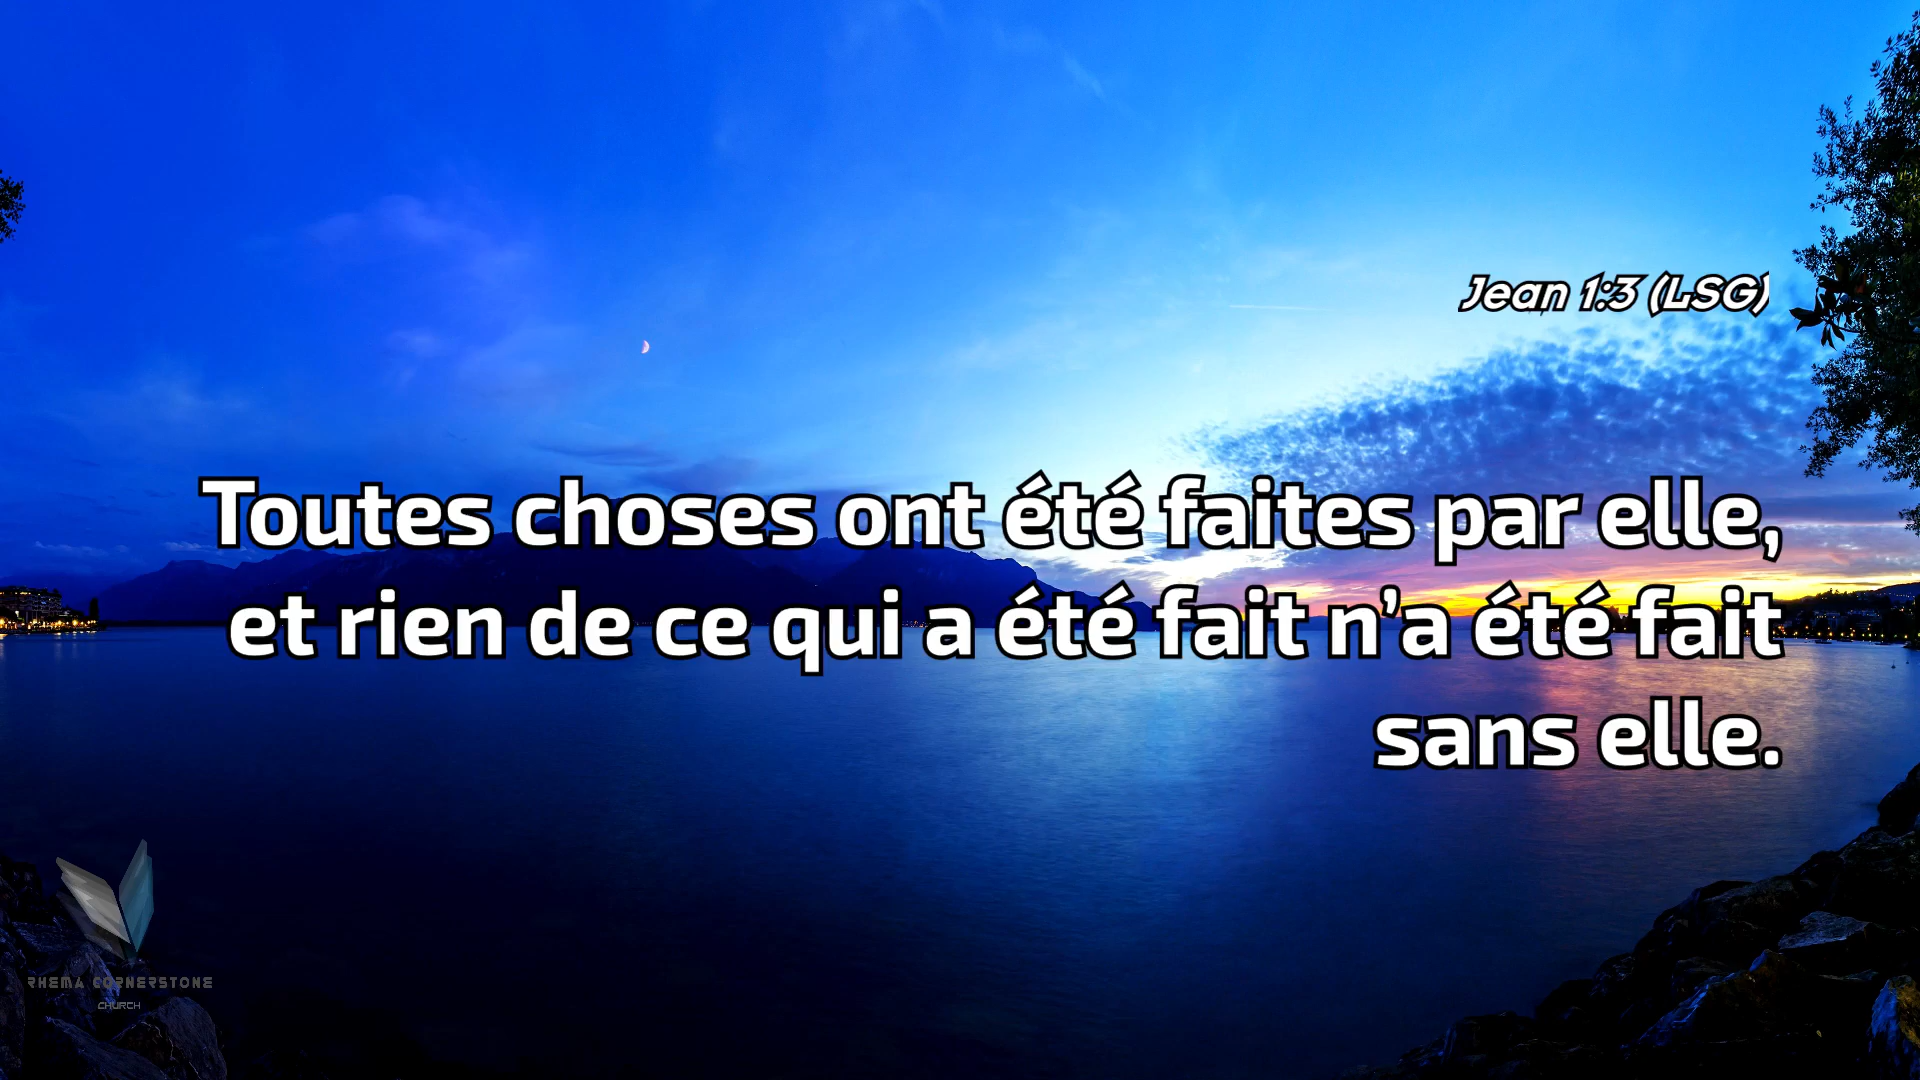 Jean 1:3 (LSG)
Toutes choses ont été faites par elle,
et rien de ce qui a été fait n’a été fait
sans elle.
RHEMA CORNERSTONE
CHURCH